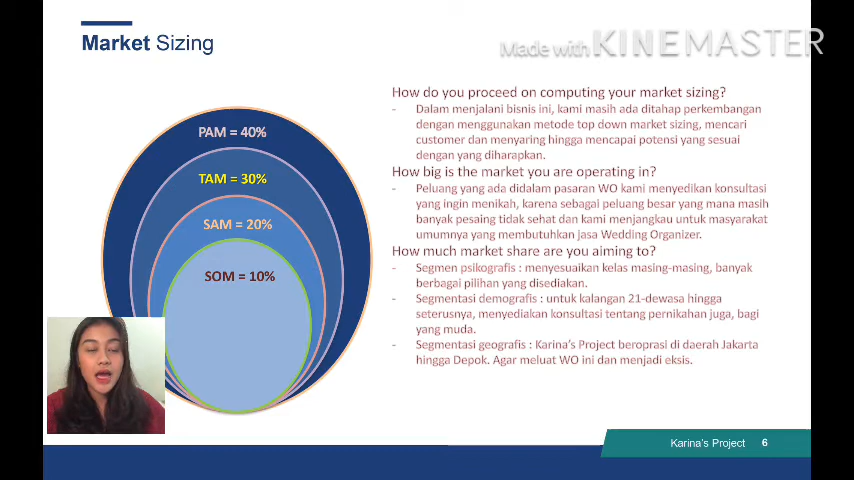 Market Sizing
Made with KINEMASTER
PAM = 40%
TAM = 30%
SAM = 20%
SOM = 10%
How do you proceed on computing your market sizing?
- Dalam menjalani bisnis ini, kami masih ada ditahap perkembangan
dengan menggunakan metode top down market sizing, mencari
customer dan menyaring hingga mencapai potensi yang sesuai
dengan yang diharapkan.
How big is the market you are operating in?
- Peluang yang ada didalam pasaran WO kami menyedikan konsultasi
yang ingin menikah, karena sebagai peluang besar yang mana masih
banyak pesaing tidak sehat dan kami menjangkau untuk masyarakat
umumnya yang membutuhkan jasa Wedding Organizer.
How much market share are you aiming to?
- Segmen psikografis : menyesuaikan kelas masing-masing, banyak
berbagai pilihan yang disediakan.
- Segmentasi demografis : untuk kalangan 21-dewasa hingga
seterusnya, menyediakan konsultasi tentang pernikahan juga, bagi
yang muda.
- Segmentasi geografis : Karina's Project beroprasi di daerah Jakarta
hingga Depok. Agar meluat WO ini dan menjadi eksis.
Karina's Project 6